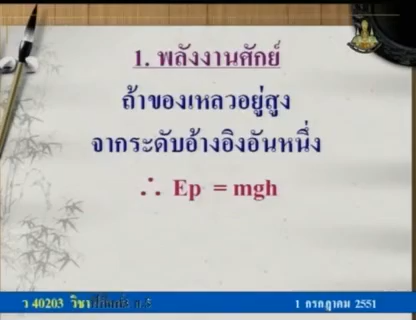 1. พลังงานศักย์
ถ้าของเหลวอยู่สูง
จากระดับอ้างอิงอันหนึ่ง
∴ Ep = mgh
ว 40203 วิชา
1 กรกฎาคม 2551